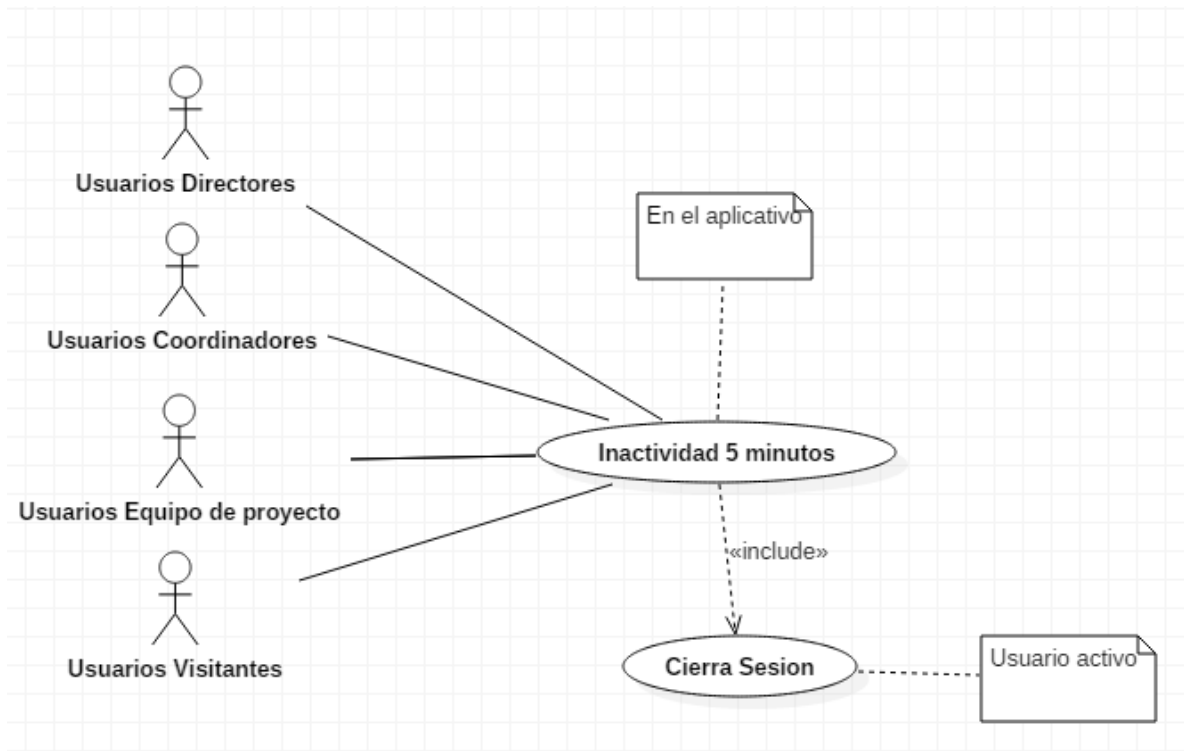 Usuarios Directores
En el aplicativo
Usuarios Coordinadores
Inactividad 5 minutos
Usuarios Equipo de proyecto
«include»
Cierra Sesion
Usuario activo
Usuarios Visitantes